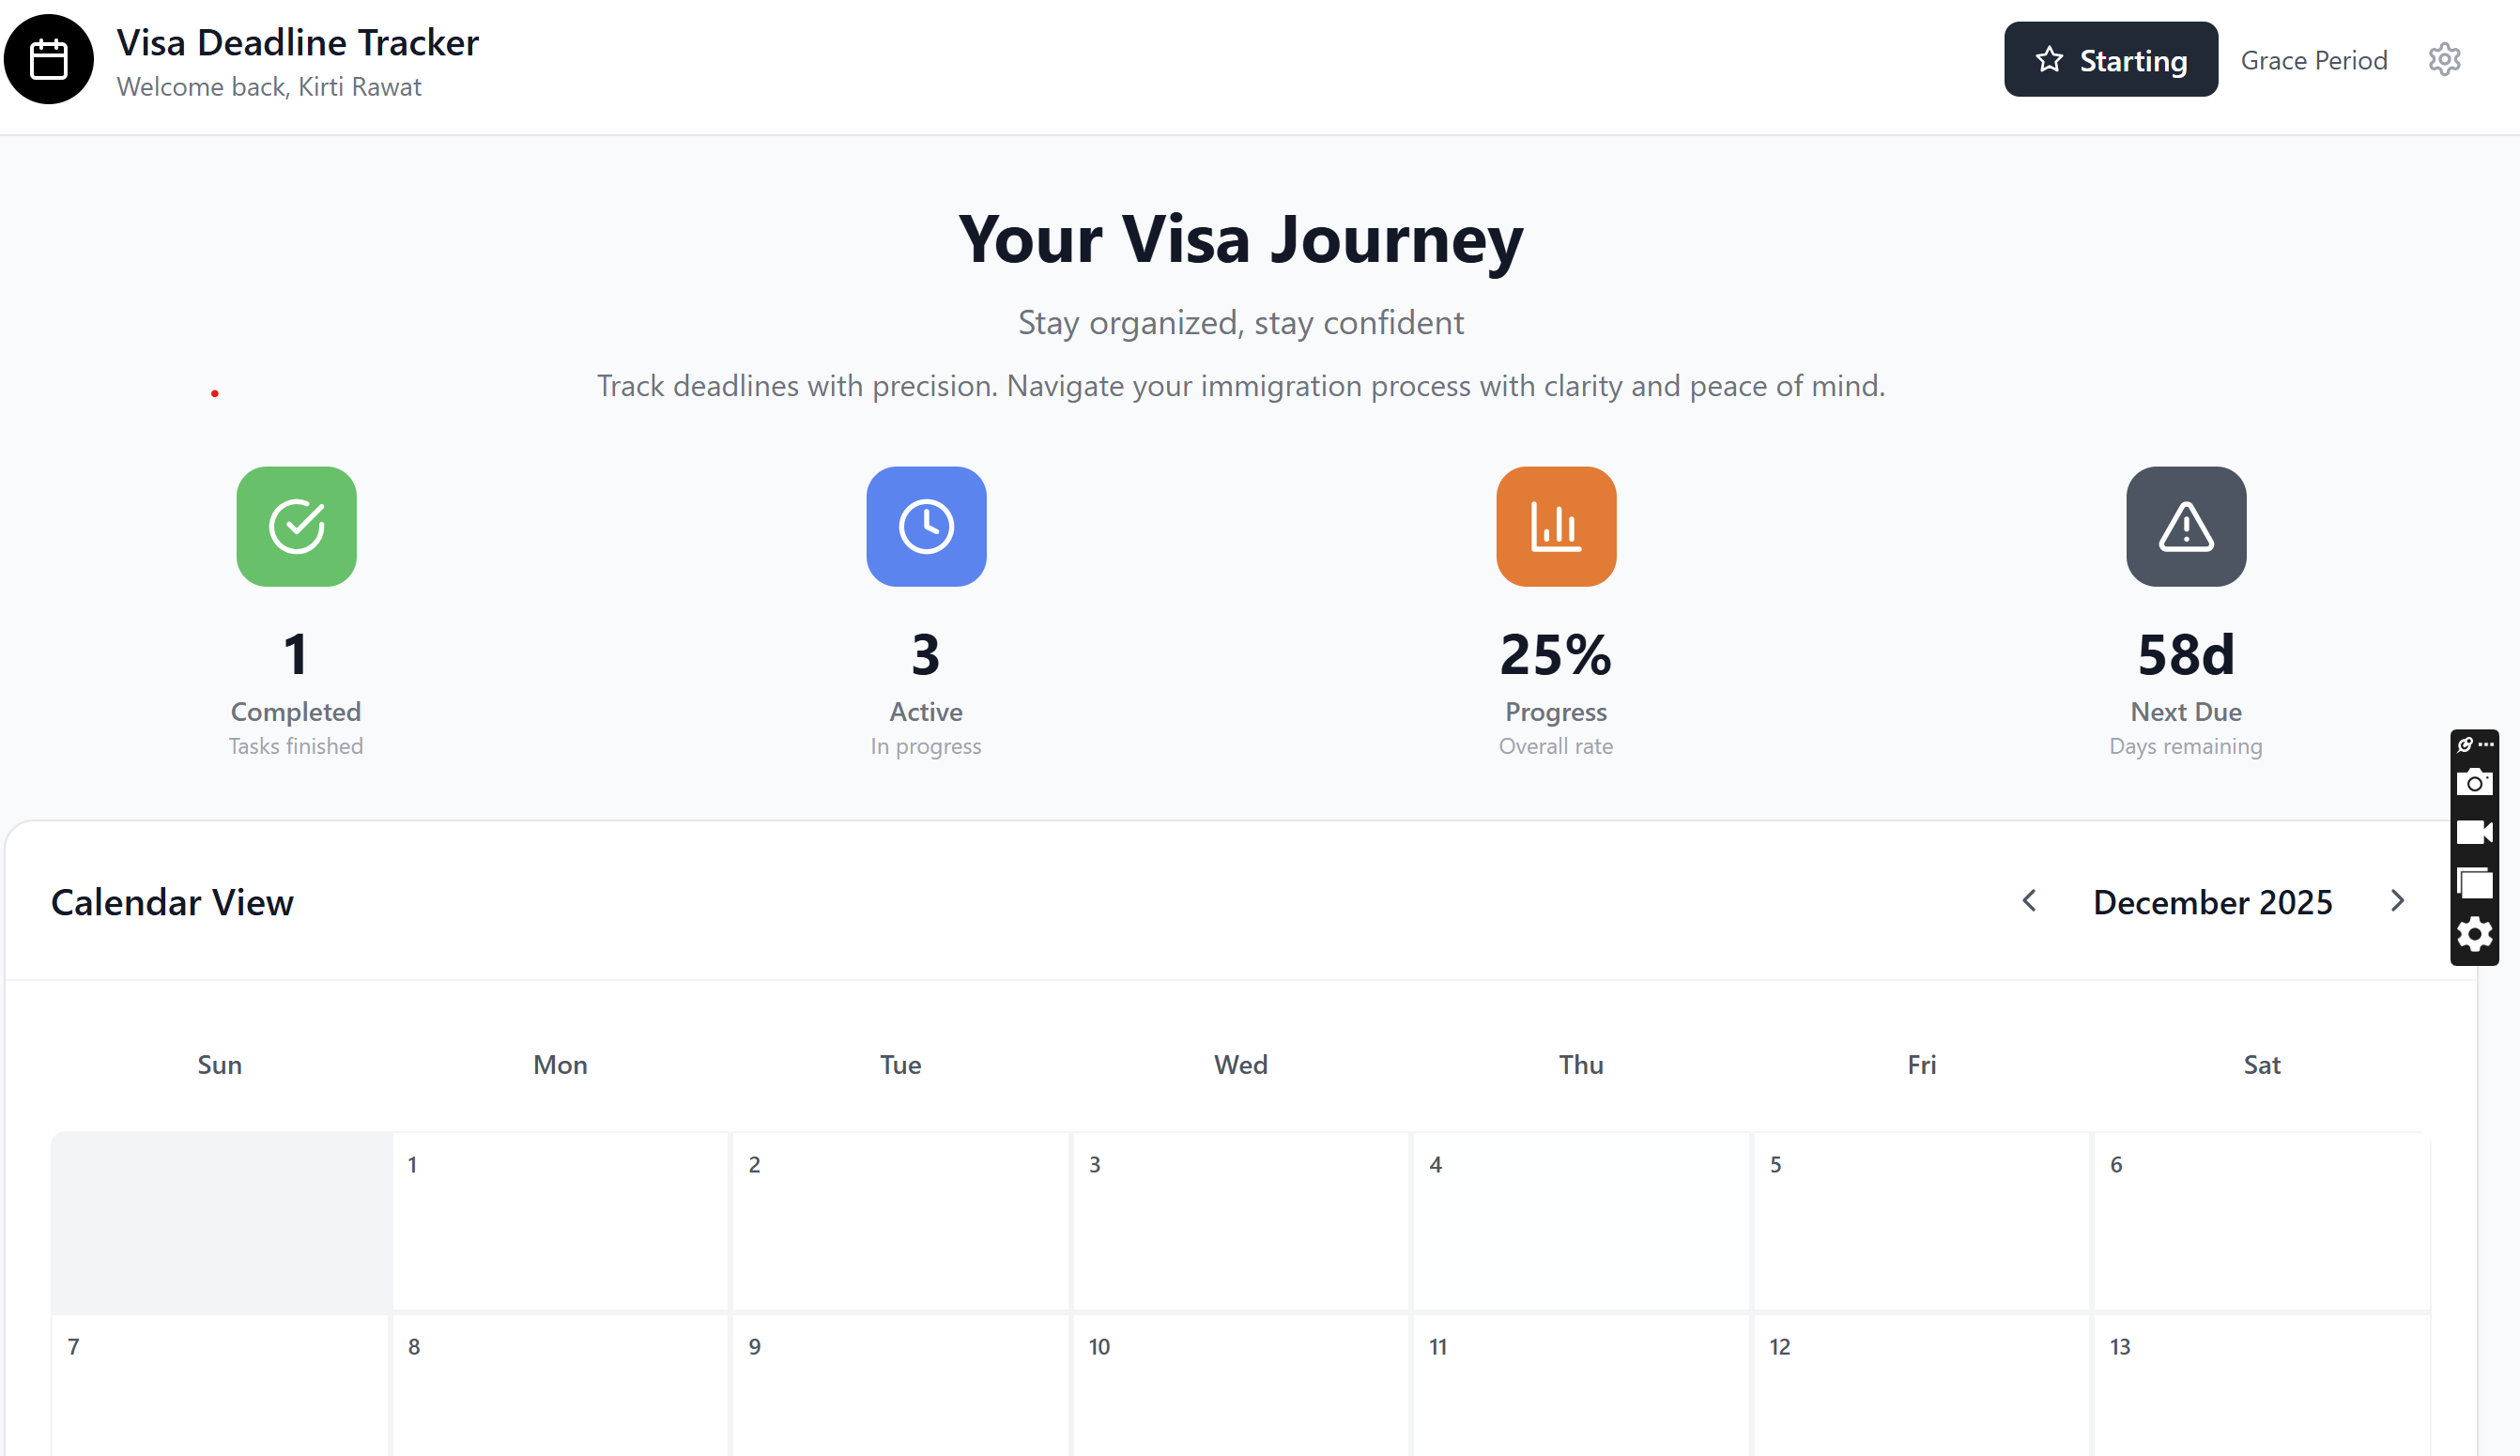 Visa Deadline Tracker
Welcome back, Kirti Rawat
Starting
Grace Period
Your Visa Journey
Stay organized, stay confident
Track deadlines with precision. Navigate your immigration process with clarity and peace of mind.
1
Completed
Tasks finished
3
Active
In progress
25%
Progress
Overall rate
58d
Next Due
Days remaining
Calendar View
December 2025
Sun Mon Tue Wed Thu Fri Sat
1 2 3 4 5 6
7 8 9 10 11 12 13